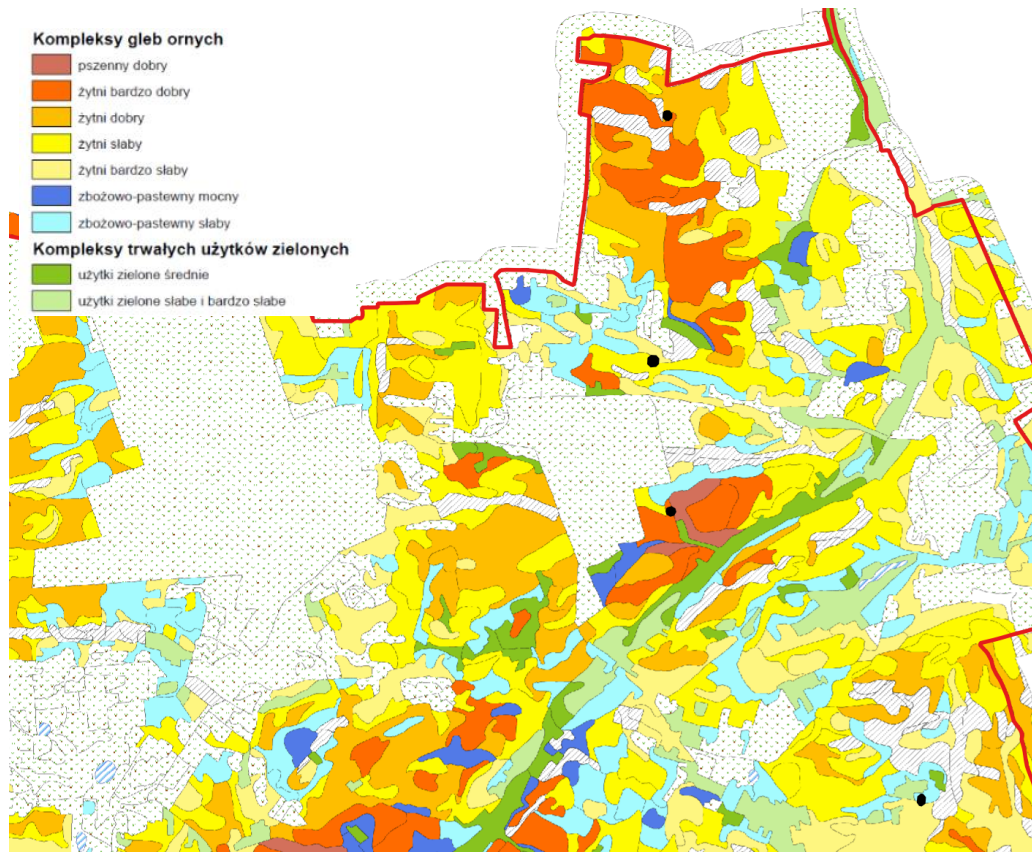 Kompleksy gleb ornych
pszenny dobry
żytni bardzo dobry
żytni dobry
żytni słaby
żytni bardzo słaby
zbożowo-pastewny mocny
zbożowo-pastewny słaby
Kompleksy trwałych użytków zielonych
użytki zielone średnie
użytki zielone słabe i bardzo słabe